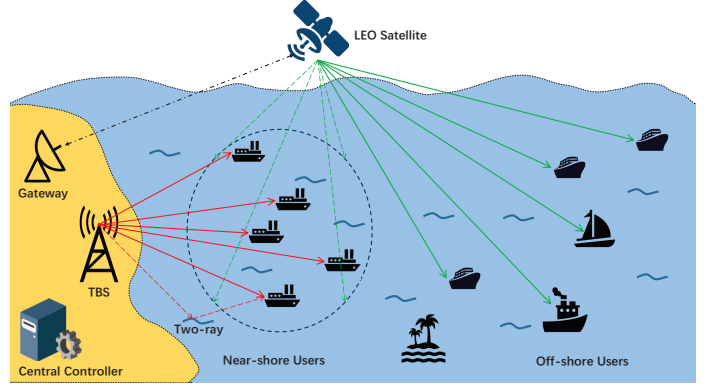 LEO Satellite
Gateway
TBS
Two-ray
Central Controller
Near-shore Users
Off-shore Users